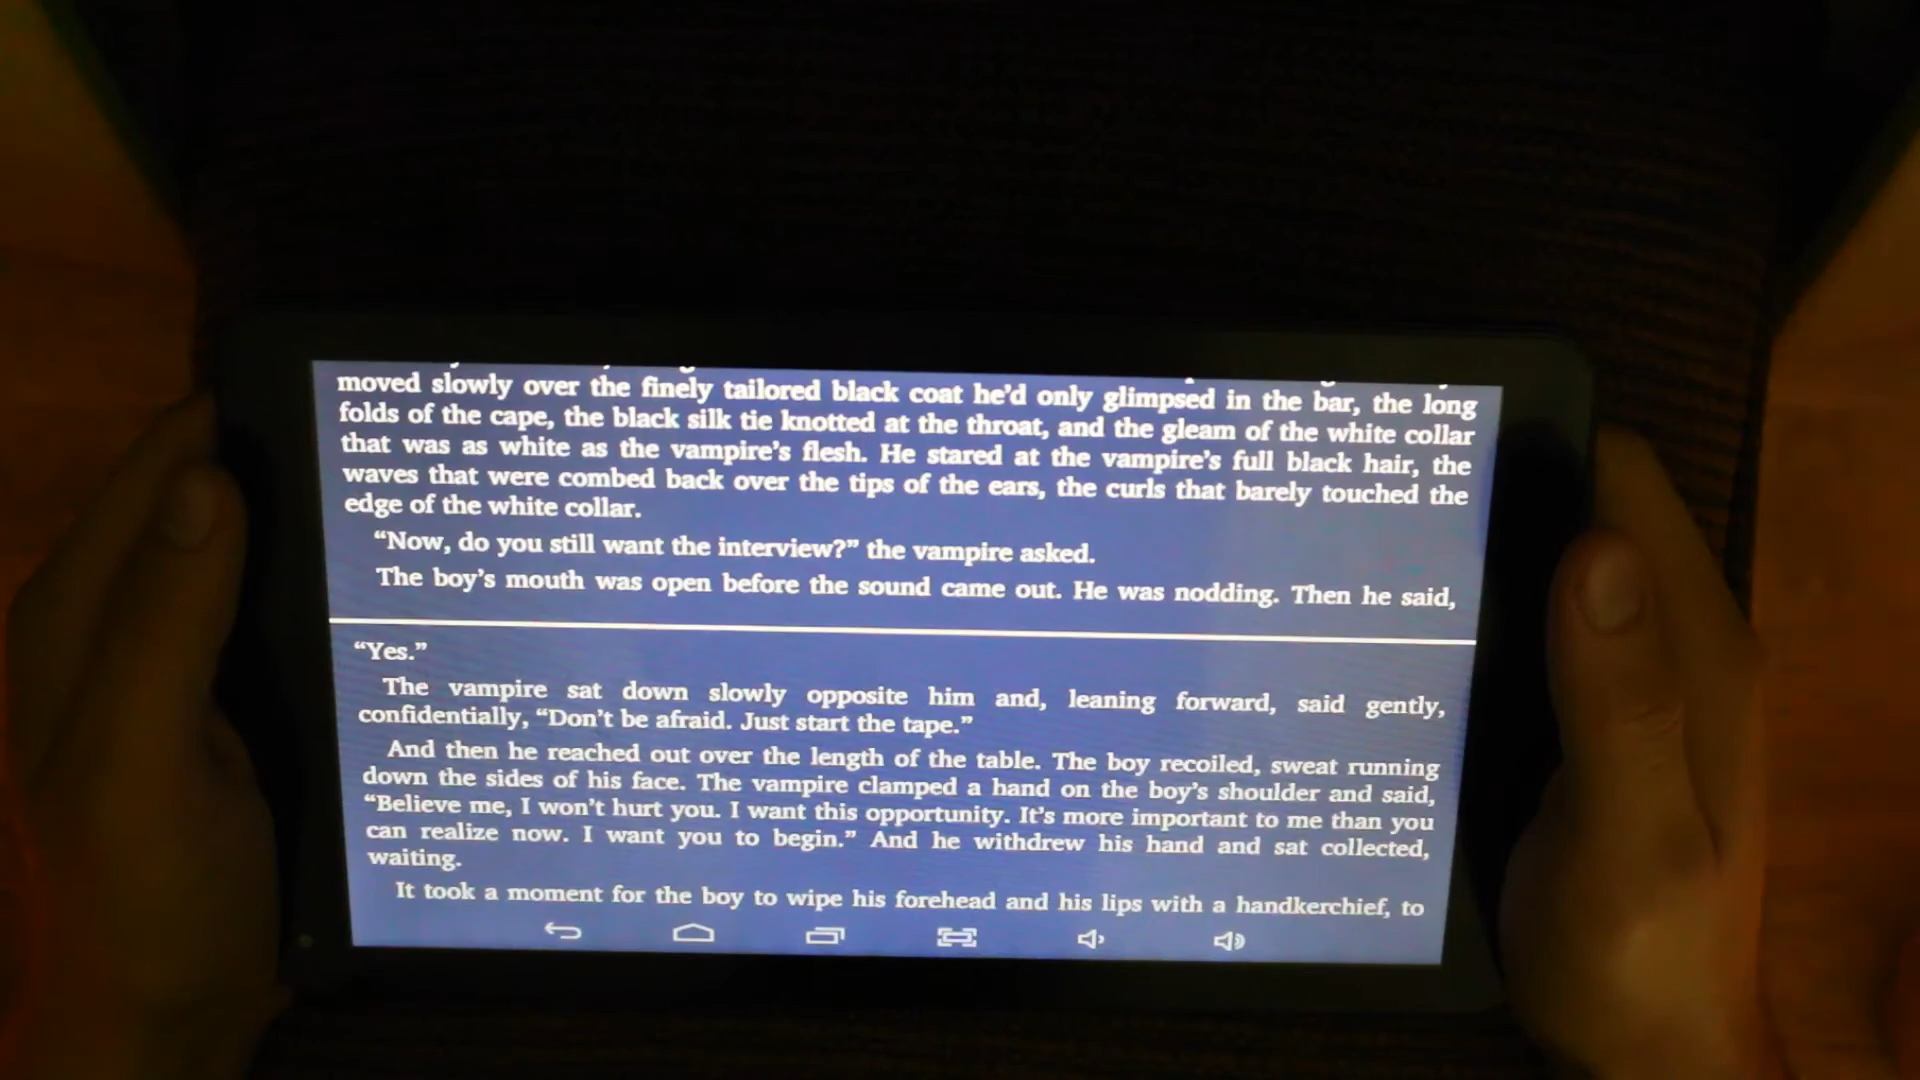 moved slowly over the finely tailored black coat he'd only glimpsed in the bar, the long
folds of the cape, the black silk tie knotted at the throat, and the gleam of the white collar
that was as white as the vampire's flesh. He stared at the vampire's full black hair, the
waves that were combed back over the tips of the ears, the curls that barely touched the
edge of the white collar.
“Now, do you still want the interview?” the vampire asked.
The boy's mouth was open before the sound came out. He was nodding. Then he said,
“Yes.”
The vampire sat down slowly opposite him and, leaning forward, said gently,
confidentially, “Don't be afraid. Just start the tape.”
And then he reached out over the length of the table. The boy recoiled, sweat running
down the sides of his face. The vampire clamped a hand on the boy's shoulder and said,
“Believe me, I won't hurt you. I want this opportunity. It's more important to me than you
can realize now. I want you to begin.” And he withdrew his hand and sat collected,
waiting.
It took a moment for the boy to wipe his forehead and his lips with a handkerchief, to